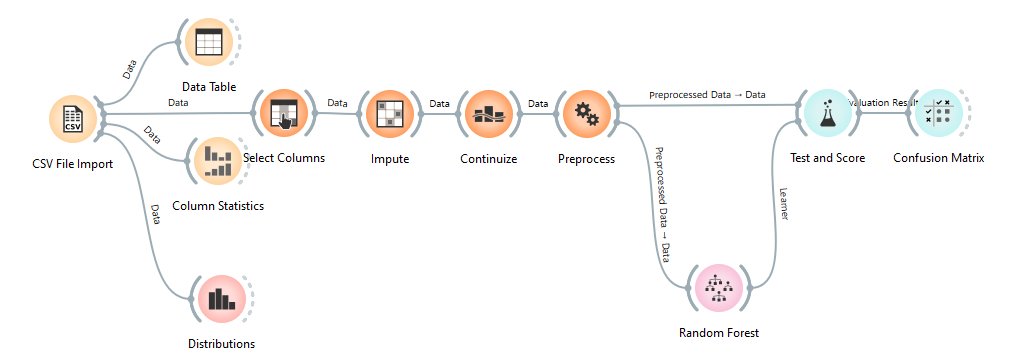 Data
Data Table
Data
CSV
CSV File Import
Data
Column Statistics
Data
Distributions
Select Columns
Data
Impute
Data
Continuize
Data
Preprocess
Preprocessed Data → Data
Preprocessed Data → Data
Random Forest
Learner
Test and Score
valuation Result
Confusion Matrix